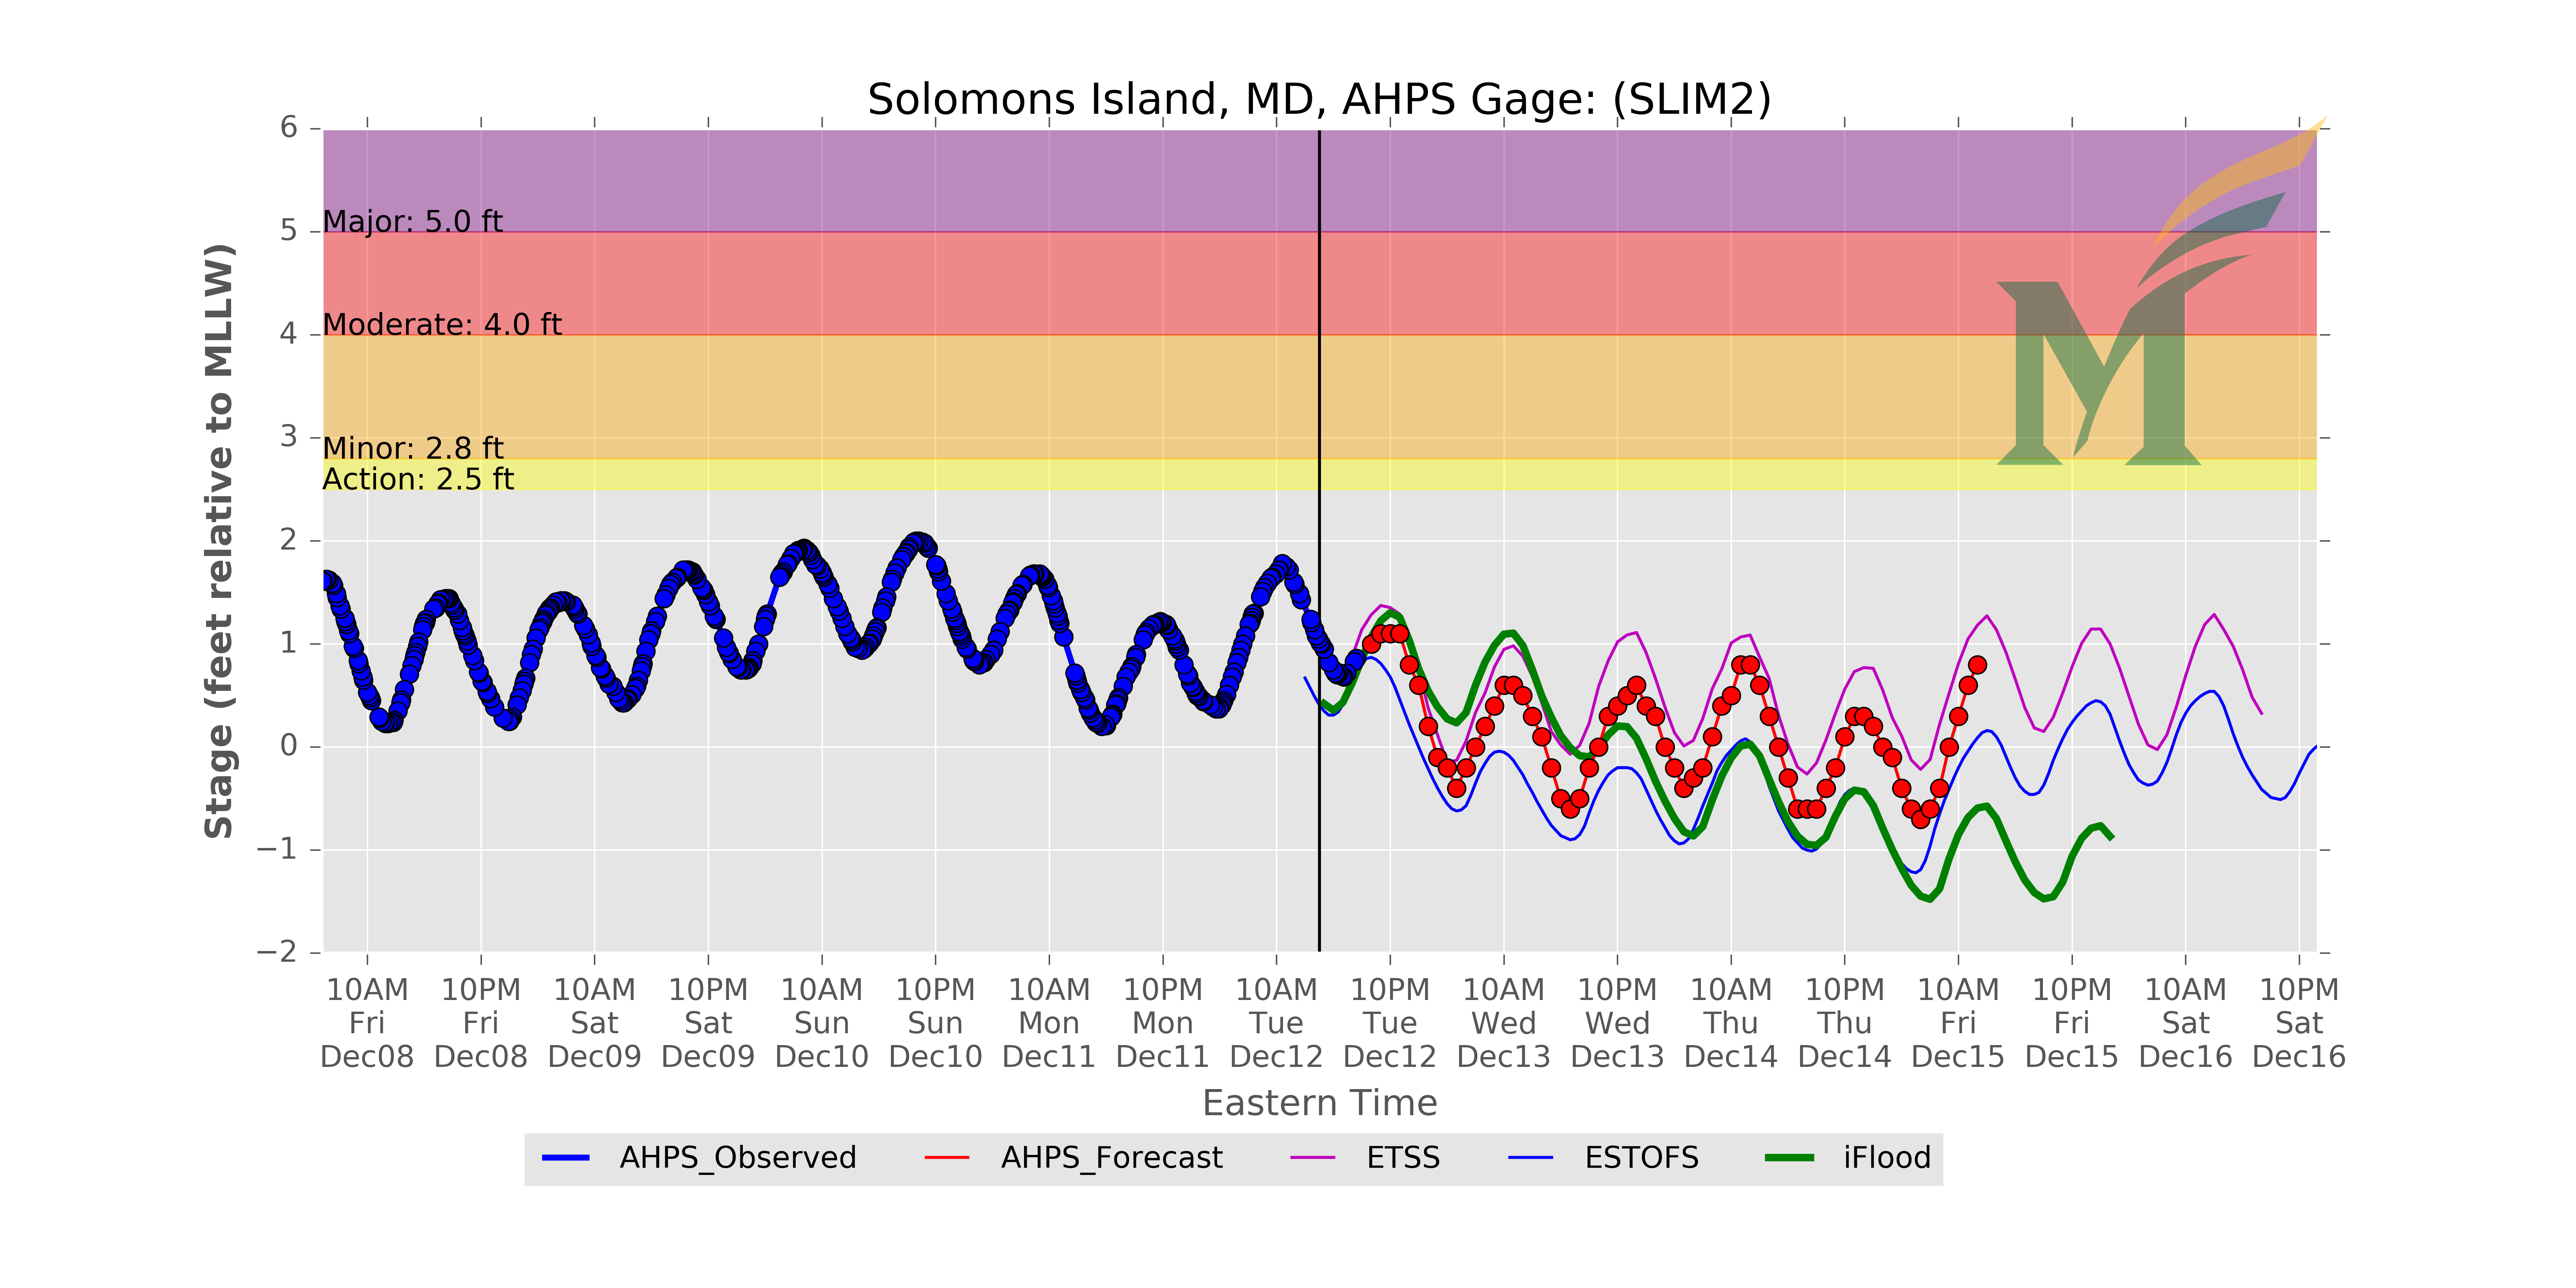 Solomons Island, MD, AHPS Gage: (SLIM2)
Stage (feet relative to MLLW)
6
5
4
3
2
1
0
−1
−2
Major: 5.0 ft
Moderate: 4.0 ft
Minor: 2.8 ft
Action: 2.5 ft
M
10AM 10PM 10AM 10PM 10AM 10PM 10AM 10PM 10AM 10PM 10AM 10PM 10AM 10PM 10AM 10PM 10AM 10PM
Fri Fri Sat Sat Sun Sun Mon Mon Tue Tue Wed Wed Thu Thu Fri Fri Sat Sat
Dec08 Dec08 Dec09 Dec09 Dec10 Dec10 Dec11 Dec11 Dec12 Dec12 Dec13 Dec13 Dec14 Dec14 Dec15 Dec15 Dec16 Dec16
Eastern Time
AHPS_Observed AHPS_Forecast ETSS ESTOFS iFlood